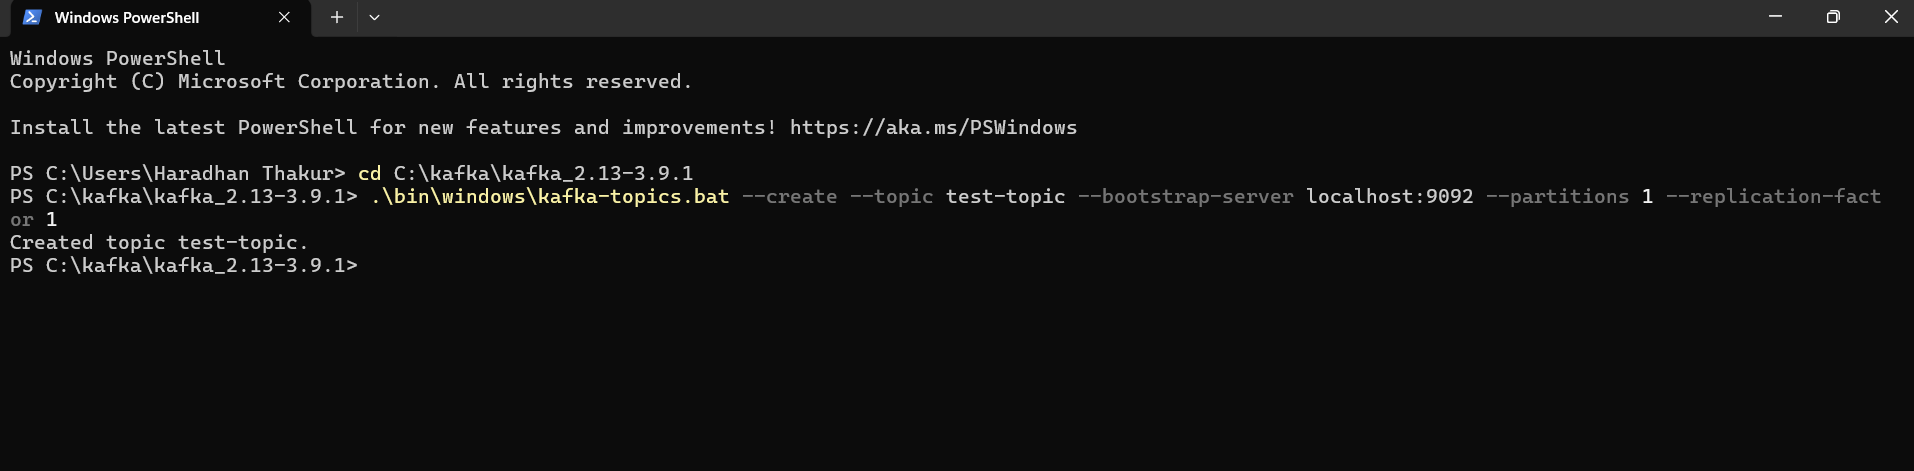 Windows PowerShell
Windows PowerShell
Copyright (C) Microsoft Corporation. All rights reserved.
Install the latest PowerShell for new features and improvements! https://aka.ms/PSWindows
PS C:\Users\Haradhan Thakur> cd C:\kafka\kafka_2.13-3.9.1
PS C:\kafka\kafka_2.13-3.9.1> .\bin\windows\kafka-topics.bat --create --topic test-topic --bootstrap-server localhost:9092 --partitions 1 --replication-fact
or 1
Created topic test-topic.
PS C:\kafka\kafka_2.13-3.9.1>